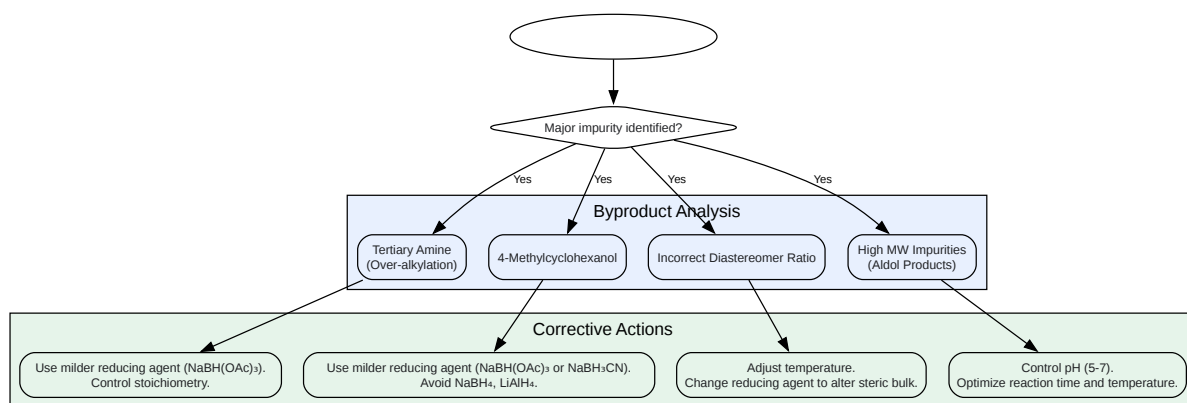 Major impurity identified?
Yes
Yes
Yes
Yes
Byproduct Analysis
Tertiary Amine
(Over-alkylation)
4-Methylcyclohexanol
Incorrect Diastereomer Ratio
High MW Impurities
(Aldol Products)
Corrective Actions
Use milder reducing agent (NaBH(OAc)₃).
Control stoichiometry.
Use milder reducing agent (NaBH(OAc)₃ or NaBH₃CN).
Avoid NaBH₄, LiAlH₄.
Adjust temperature.
Change reducing agent to alter steric bulk.
Control pH (5-7).
Optimize reaction time and temperature.